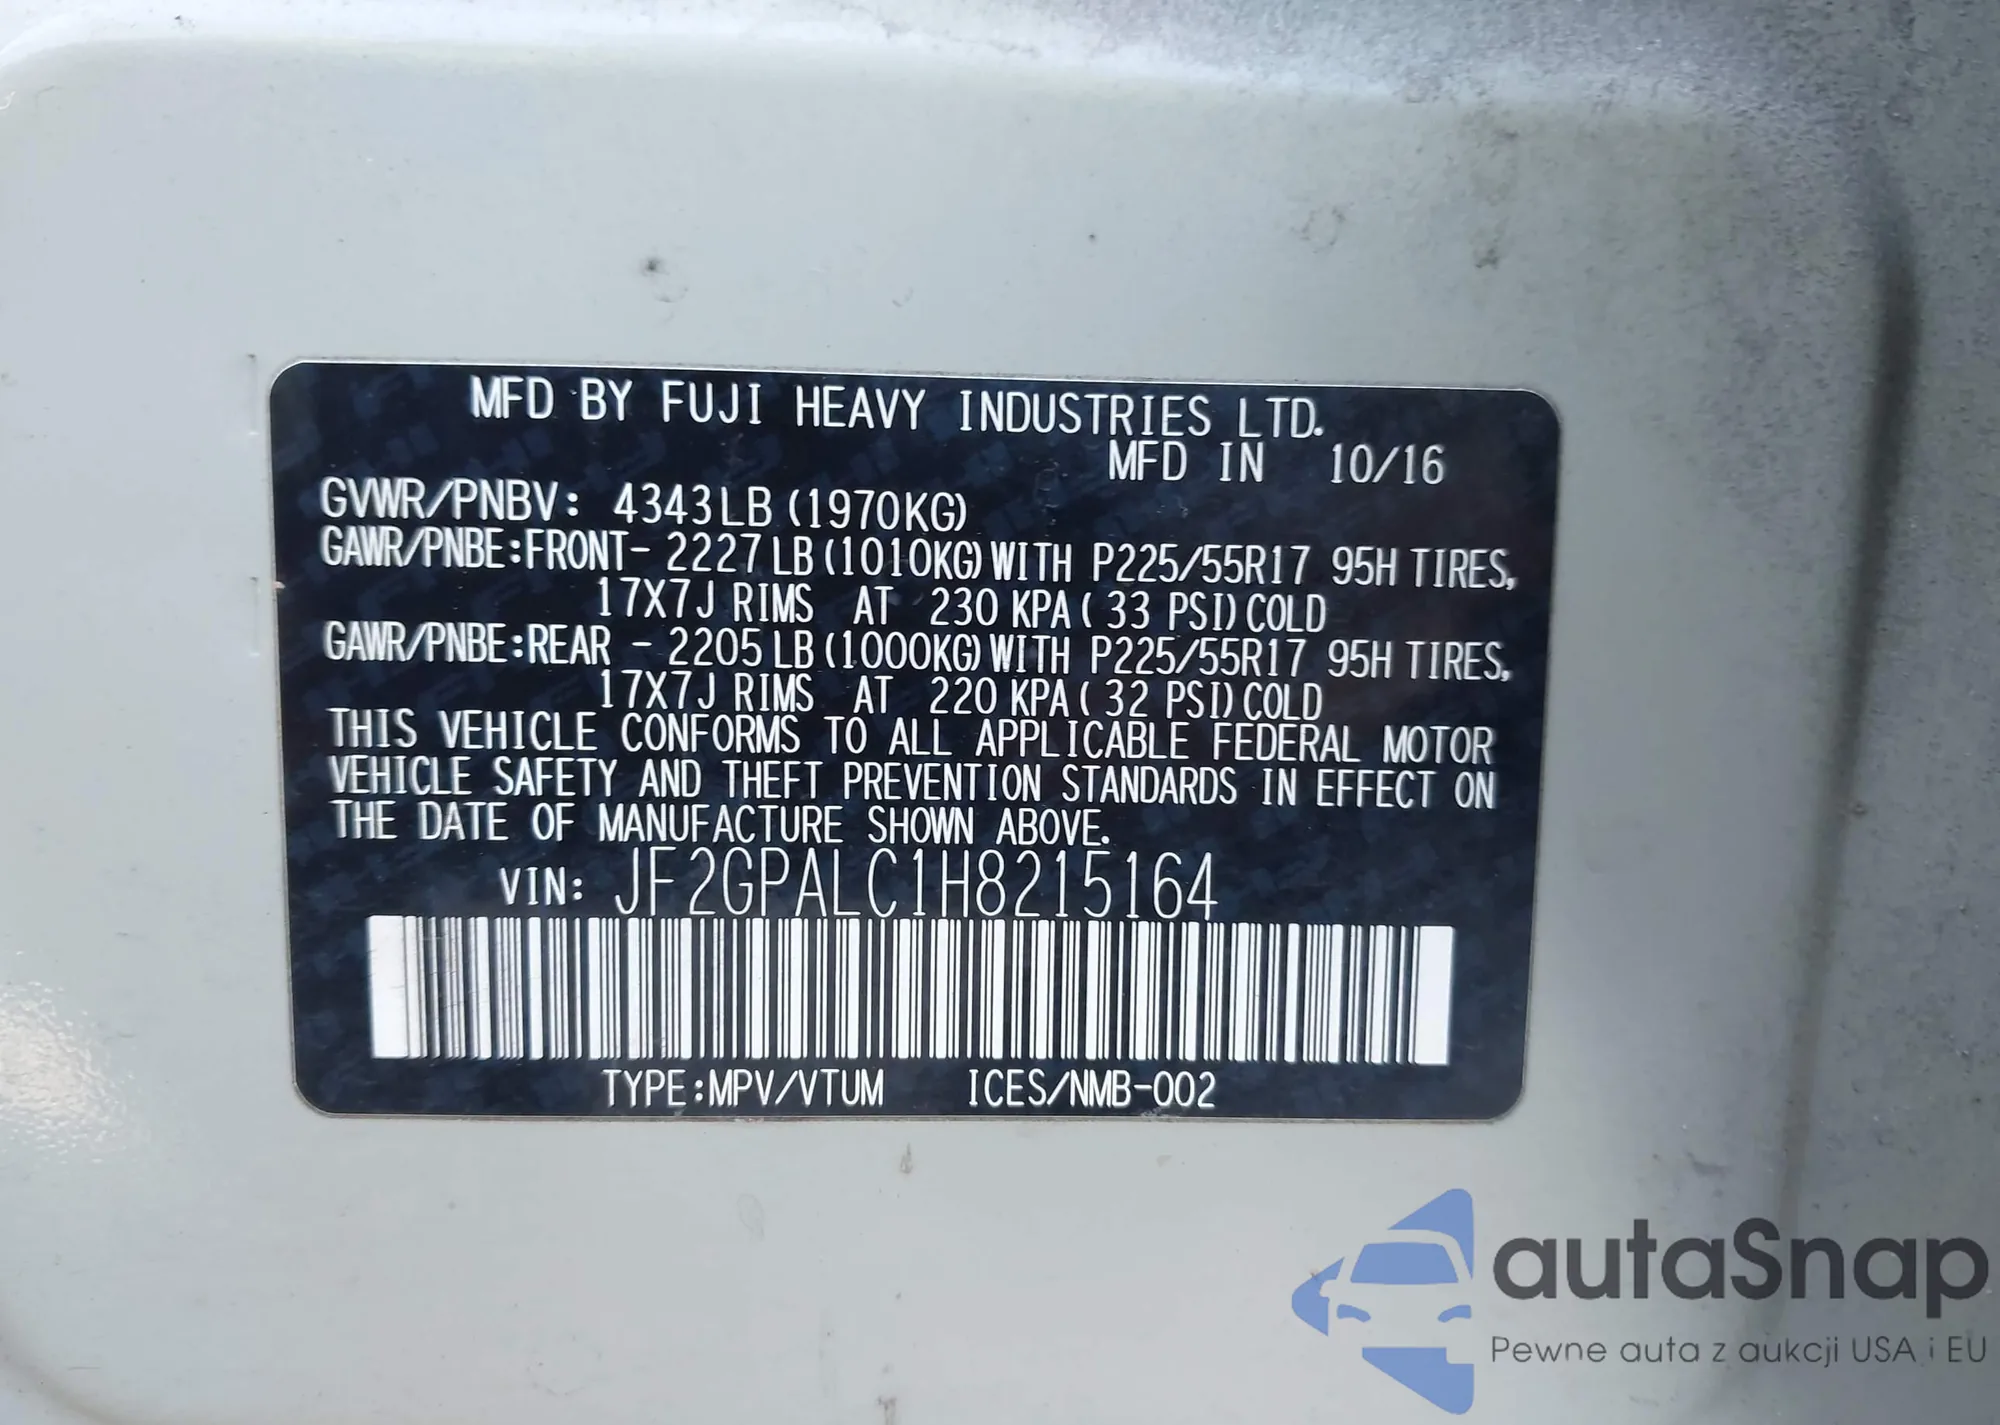 MFD BY FUJI HEAVY INDUSTRIES LTD.
MFD IN 10/16
GVWR/PNBV: 4343LB (1970KG)
GAWR/PNBE:FRONT- 2227LB(1010KG)WITH P225/55R17 95H TIRES,
17X7J RIMS AT 230 KPA( 33 PSI)COLD
GAWR/PNBE:REAR - 2205LB(1000KG)WITH P225/55R17 95H TIRES,
17X7J RIMS AT 220 KPA( 32 PSI)COLD
THIS VEHICLE CONFORMS TO ALL APPLICABLE FEDERAL MOTOR
VEHICLE SAFETY AND THEFT PREVENTION STANDARDS IN EFFECT ON
THE DATE OF MANUFACTURE SHOWN ABOVE.
VIN: JF2GPALC1H8215164
TYPE:MPV/VTUM ICES/NMB-002
autaSnap
Pewne auta z aukcji USA i EU